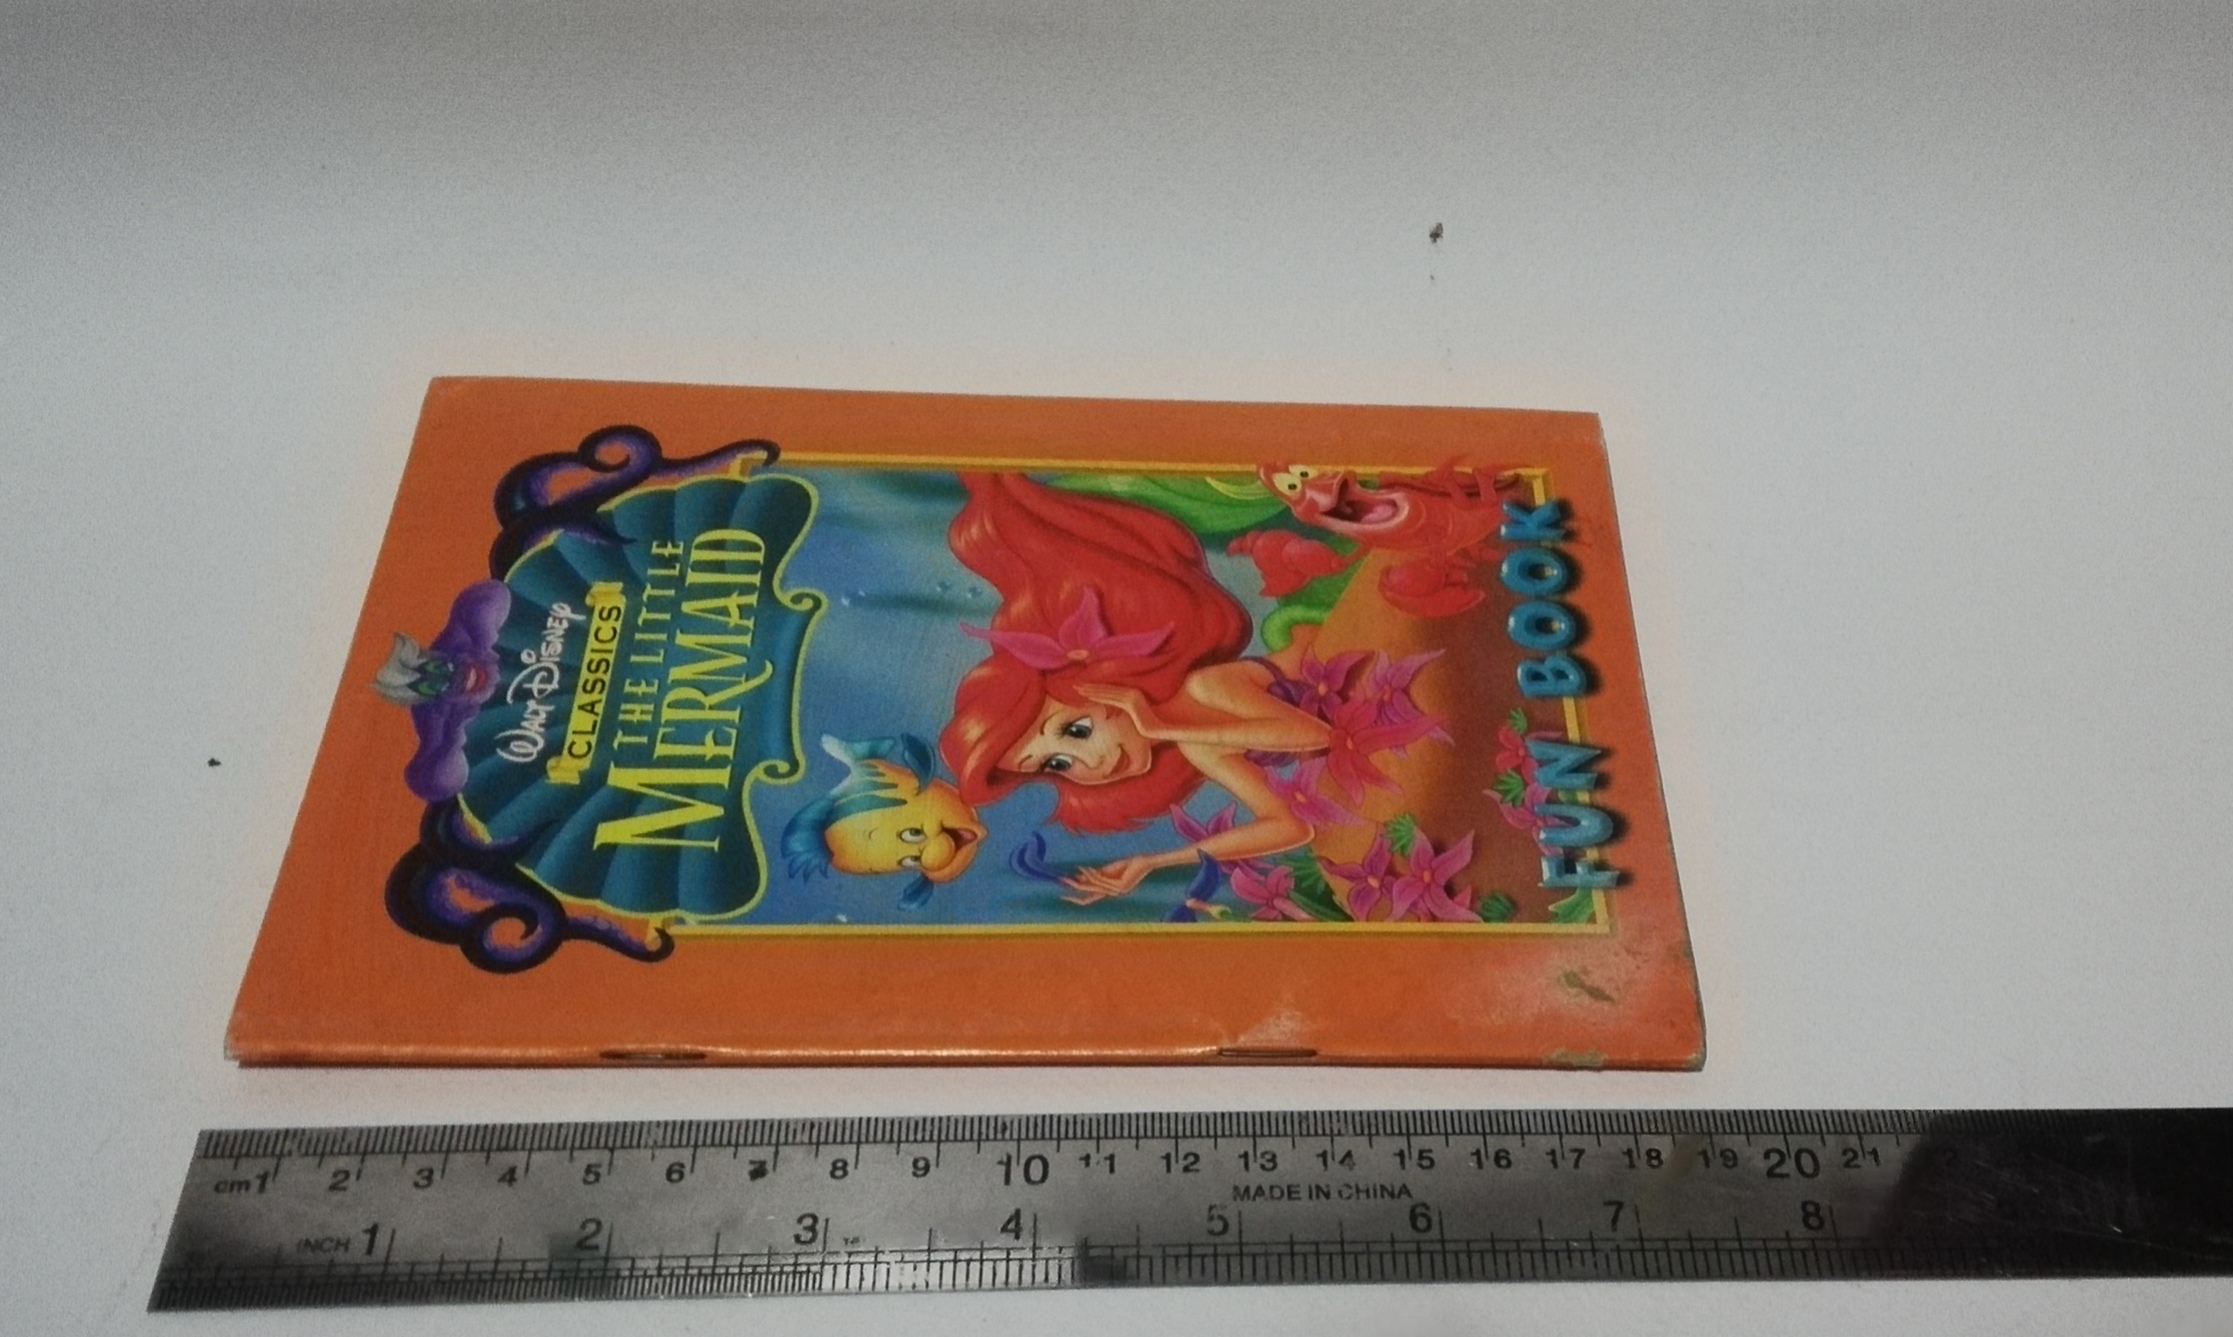 WALT DISNEY
CLASSICS
THE LITTLE
MERMAID
FUN BOOK
cm 1 2 3 4 5 6 7 8 9 10 11 12 13 14 15 16 17 18 19 20 21
MADE IN CHINA
INCH 1 2 3 4 5 6 7 8